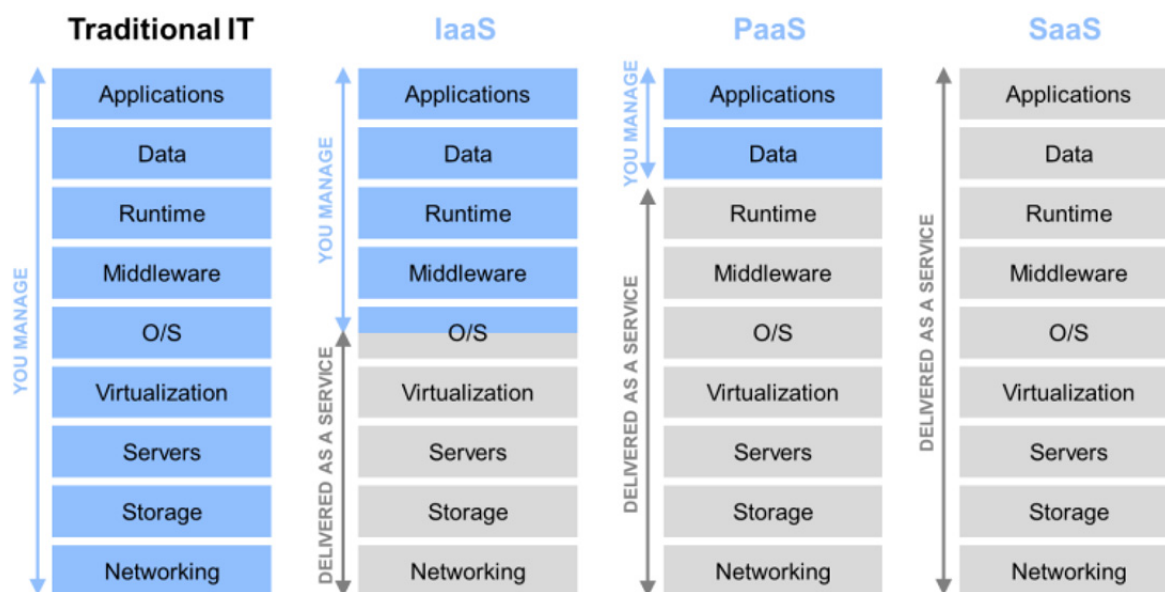 Traditional IT
IaaS
PaaS
SaaS
YOU MANAGE
Applications
Data
Runtime
Middleware
O/S
Virtualization
Servers
Storage
Networking
YOU MANAGE
DELIVERED AS A SERVICE
Applications
Data
Runtime
Middleware
O/S
Virtualization
Servers
Storage
Networking
YOU MANAGE
DELIVERED AS A SERVICE
Applications
Data
Runtime
Middleware
O/S
Virtualization
Servers
Storage
Networking
DELIVERED AS A SERVICE
Applications
Data
Runtime
Middleware
O/S
Virtualization
Servers
Storage
Networking